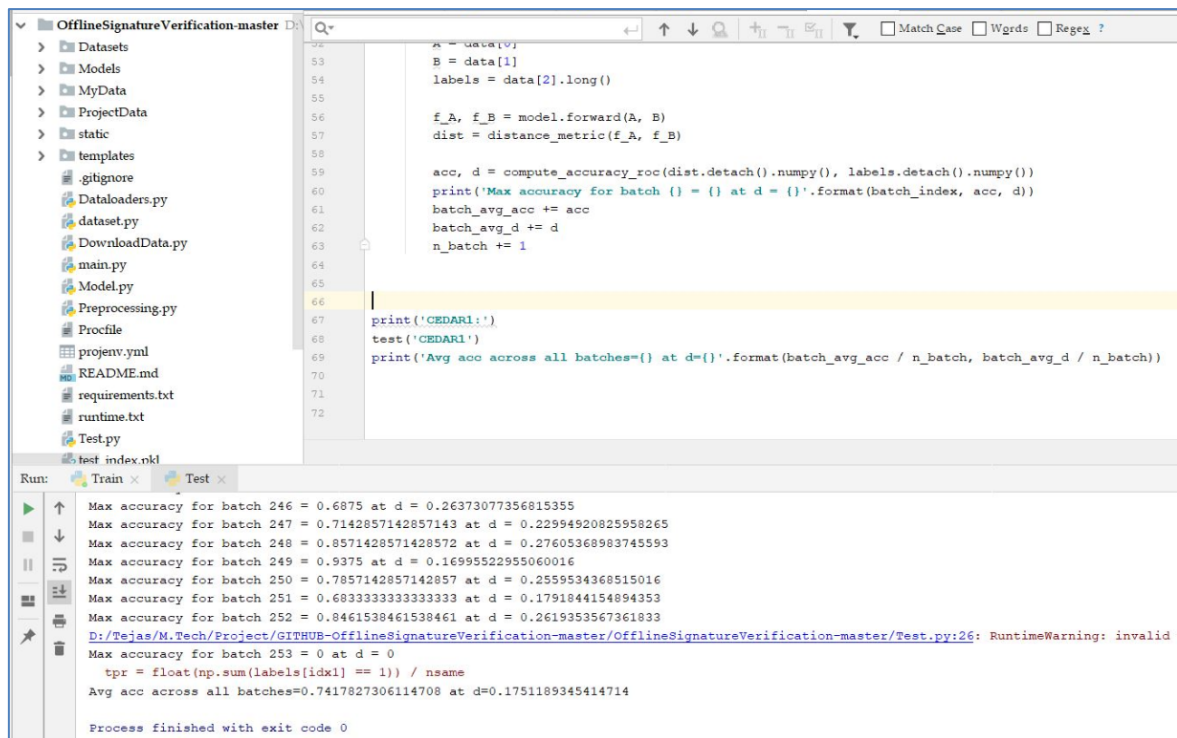 OfflineSignatureVerification-master D:\
Datasets
Models
MyData
ProjectData
static
templates
.gitignore
Dataloaders.py
dataset.py
DownloadData.py
main.py
Model.py
Preprocessing.py
Procfile
projenv.yml
README.md
requirements.txt
runtime.txt
Test.py
test_index.pkl
Match Case Words Regex ?
52 A = data[0]
53 B = data[1]
54 labels = data[2].long()
55
56 f_A, f_B = model.forward(A, B)
57 dist = distance_metric(f_A, f_B)
58
59 acc, d = compute_accuracy_roc(dist.detach().numpy(), labels.detach().numpy())
60 print('Max accuracy for batch {} = {} at d = {}'.format(batch_index, acc, d))
61 batch_avg_acc += acc
62 batch_avg_d += d
63 n_batch += 1
64
65
66
67 print('CEDAR1:')
68 test('CEDAR1')
69 print('Avg acc across all batches={} at d={}'.format(batch_avg_acc / n_batch, batch_avg_d / n_batch))
70
71
72
Run: Train Test
Max accuracy for batch 246 = 0.6875 at d = 0.26373077356815355
Max accuracy for batch 247 = 0.7142857142857143 at d = 0.22994920825958265
Max accuracy for batch 248 = 0.8571428571428572 at d = 0.27605368983745593
Max accuracy for batch 249 = 0.9375 at d = 0.16995522955060016
Max accuracy for batch 250 = 0.7857142857142857 at d = 0.2559534368515016
Max accuracy for batch 251 = 0.6833333333333333 at d = 0.1791844154894353
Max accuracy for batch 252 = 0.8461538461538461 at d = 0.2619353567361833
D:/Tejas/M.Tech/Project/GITHUB-OfflineSignatureVerification-master/OfflineSignatureVerification-master/Test.py:26: RuntimeWarning: invalid
Max accuracy for batch 253 = 0 at d = 0
tpr = float(np.sum(labels[idx1] == 1)) / nsame
Avg acc across all batches=0.7417827306114708 at d=0.1751189345414714
Process finished with exit code 0